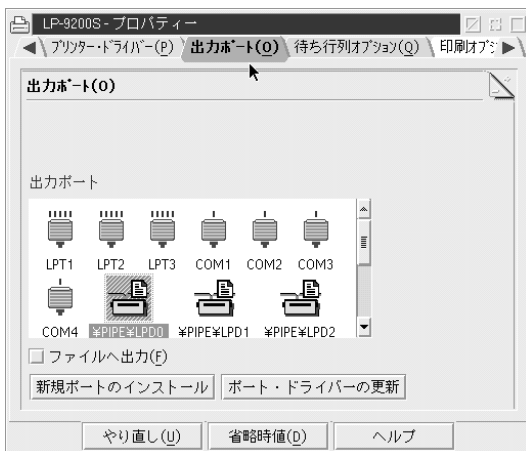 LP-9200S - プロパティー
プリンター・ドライバー(P) 出力ポート(O) 待ち行列オプション(Q) 印刷オプ
出力ポート(O)
出力ポート
LPT1 LPT2 LPT3 COM1 COM2 COM3
COM4 ¥PIPE¥LPD0 ¥PIPE¥LPD1 ¥PIPE¥LPD2
ファイルへ出力(F)
新規ポートのインストール ポート・ドライバーの更新
やり直し(U) 省略時値(D) ヘルプ